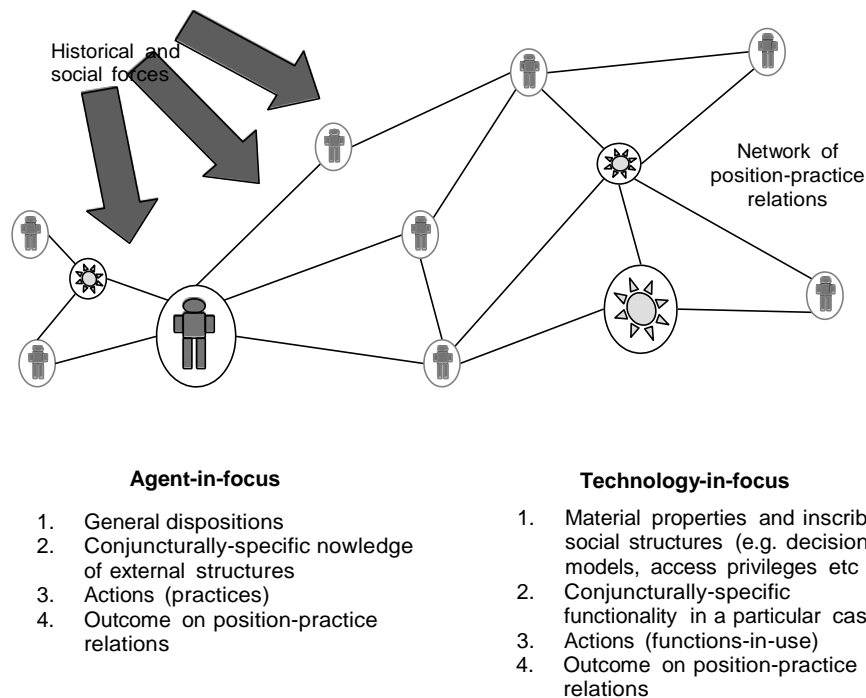 Historical and
social forces
Network of
position-practice
relations
Agent-in-focus
1. General dispositions
2. Conjuncturally-specific nowledge
of external structures
3. Actions (practices)
4. Outcome on position-practice
relations
Technology-in-focus
1. Material properties and inscrib
social structures (e.g. decision
models, access privileges etc
2. Conjuncturally-specific
functionality in a particular cas
3. Actions (functions-in-use)
4. Outcome on position-practice
relations